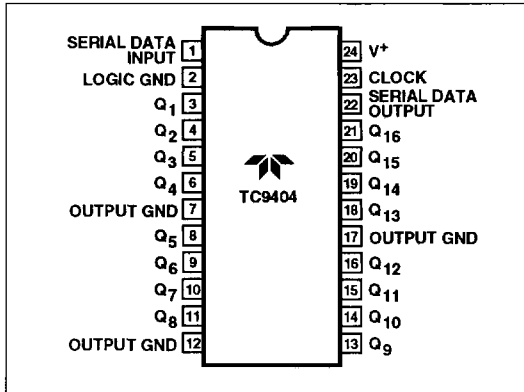 SERIAL DATA
INPUT 1
LOGIC GND 2
Q1 3
Q2 4
Q3 5
Q4 6
OUTPUT GND 7
Q5 8
Q6 9
Q7 10
Q8 11
OUTPUT GND 12
TC9404
24 V+
23 CLOCK
22 SERIAL DATA
OUTPUT
21 Q16
20 Q15
19 Q14
18 Q13
17 OUTPUT GND
16 Q12
15 Q11
14 Q10
13 Q9